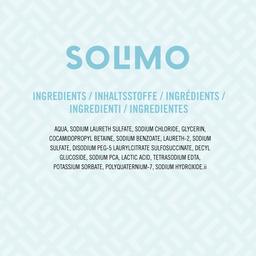 SOLIMO
INGREDIENTS / INHALTSSTOFFE / INGRÉDIENTS /
INGREDIENTI / INGREDIENTES
AQUA, SODIUM LAURETH SULFATE, SODIUM CHLORIDE, GLYCERIN,
COCAMIDOPROPYL BETAINE, SODIUM BENZOATE, LAURETH-2, SODIUM
SULFATE, DISODIUM PEG-5 LAURYLCITRATE SULFOSUCCINATE, DECYL
GLUCOSIDE, SODIUM PCA, LACTIC ACID, TETRASODIUM EDTA,
POTASSIUM SORBATE, POLYQUATERNIUM-7, SODIUM HYDROXIDE.ii